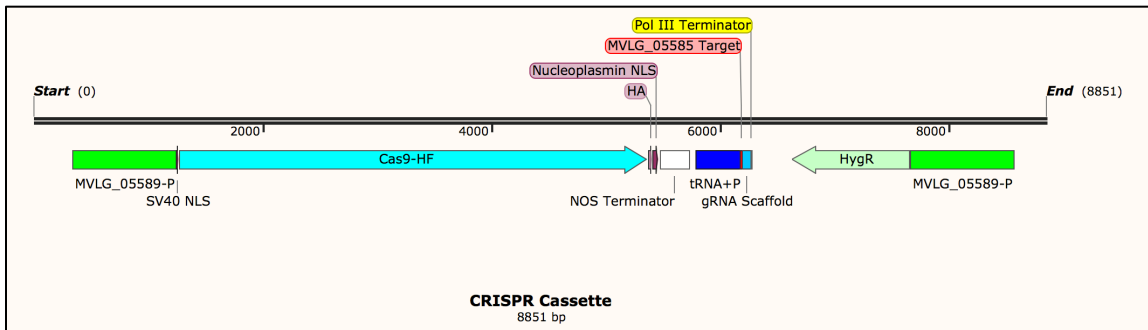 Pol III Terminator
MVLG_05585 Target
Nucleoplasmin NLS
HA
Start (0)
End (8851)
2000
4000
6000
8000
Cas9-HF
HygR
MVLG_05589-P
tRNA+P
MVLG_05589-P
SV40 NLS
NOS Terminator
gRNA Scaffold
CRISPR Cassette
8851 bp